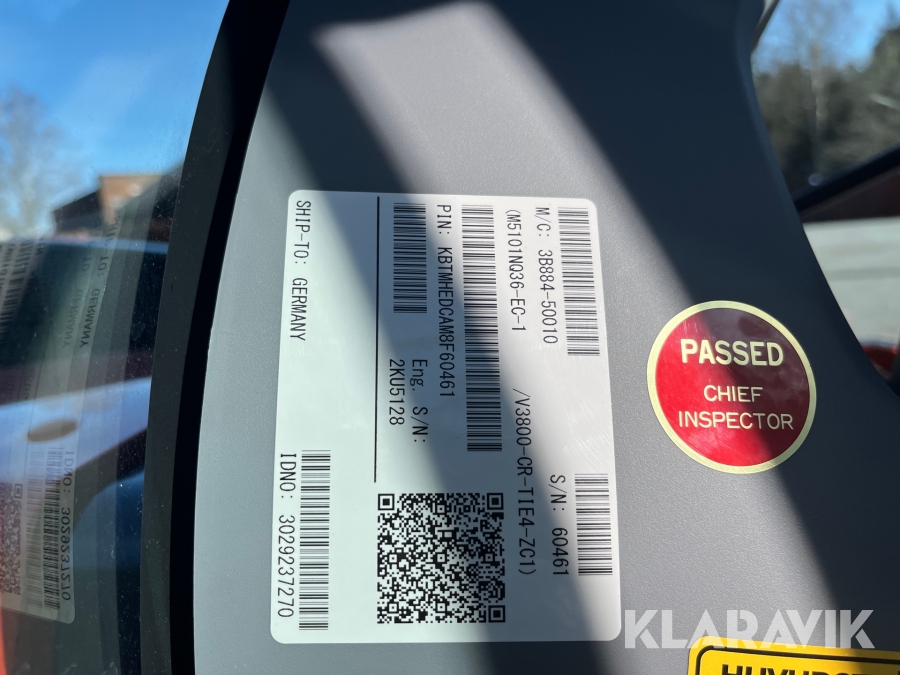 M/C: 3B884-50010
S/N: 60461
(M5101NQ36-EC-1
/V3800-CR-TIE4-ZC1)
PIN: KBTMHEDCAM8F60461
Eng. S/N:
2KU5128
SHIP-TO: GERMANY
IDNO: 3029237270
PASSED
CHIEF
INSPECTOR
KLARAVIK